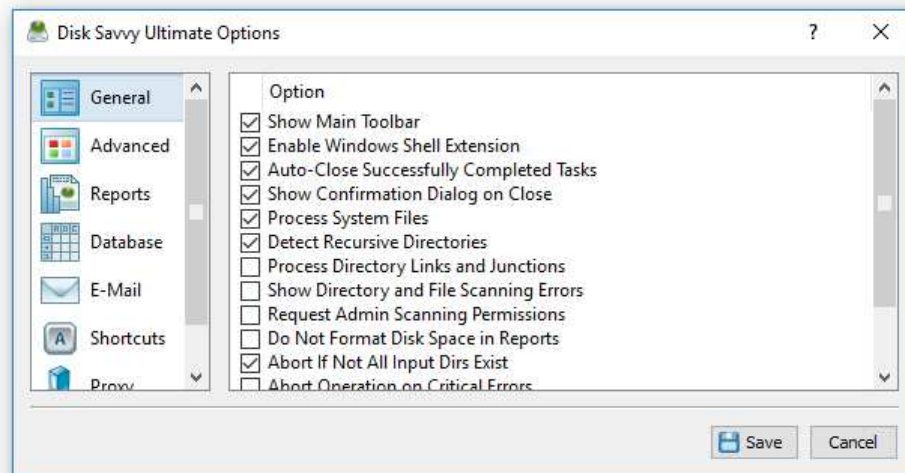 Disk Savvy Ultimate Options
?
General
Advanced
Reports
Database
E-Mail
Shortcuts
Proxy
Option
Show Main Toolbar
Enable Windows Shell Extension
Auto-Close Successfully Completed Tasks
Show Confirmation Dialog on Close
Process System Files
Detect Recursive Directories
Process Directory Links and Junctions
Show Directory and File Scanning Errors
Request Admin Scanning Permissions
Do Not Format Disk Space in Reports
Abort If Not All Input Dirs Exist
Abort Operation on Critical Errors
Save
Cancel